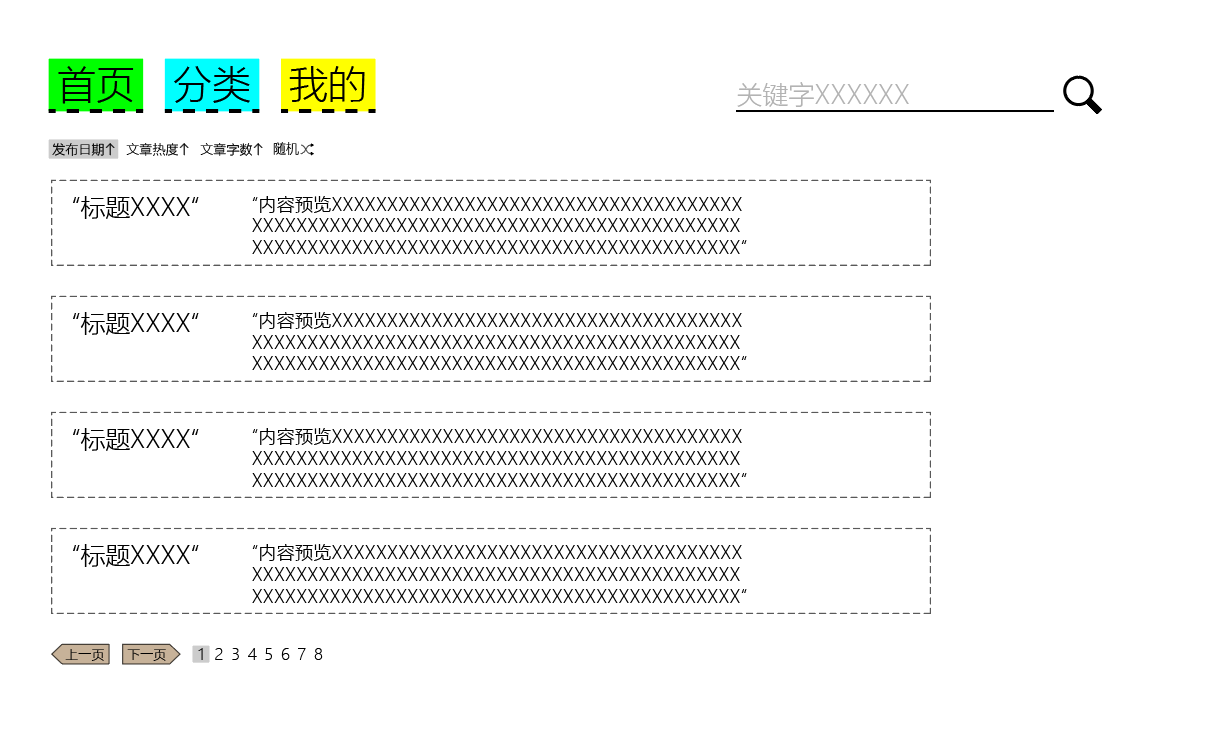 首页 分类 我的
关键字XXXXXX
发布日期↑ 文章热度↑ 文章字数↑ 随机
“标题XXXX“
“内容预览XXXXXXXXXXXXXXXXXXXXXXXXXXXXXXXXXXXXX
XXXXXXXXXXXXXXXXXXXXXXXXXXXXXXXXXXXXXXXXXXXX
XXXXXXXXXXXXXXXXXXXXXXXXXXXXXXXXXXXXXXXXXXXX“
“标题XXXX“
“内容预览XXXXXXXXXXXXXXXXXXXXXXXXXXXXXXXXXXXXX
XXXXXXXXXXXXXXXXXXXXXXXXXXXXXXXXXXXXXXXXXXXX
XXXXXXXXXXXXXXXXXXXXXXXXXXXXXXXXXXXXXXXXXXXX“
“标题XXXX“
“内容预览XXXXXXXXXXXXXXXXXXXXXXXXXXXXXXXXXXXXX
XXXXXXXXXXXXXXXXXXXXXXXXXXXXXXXXXXXXXXXXXXXX
XXXXXXXXXXXXXXXXXXXXXXXXXXXXXXXXXXXXXXXXXXXX“
“标题XXXX“
“内容预览XXXXXXXXXXXXXXXXXXXXXXXXXXXXXXXXXXXXX
XXXXXXXXXXXXXXXXXXXXXXXXXXXXXXXXXXXXXXXXXXXX
XXXXXXXXXXXXXXXXXXXXXXXXXXXXXXXXXXXXXXXXXXXX“
上一页 下一页 1 2 3 4 5 6 7 8